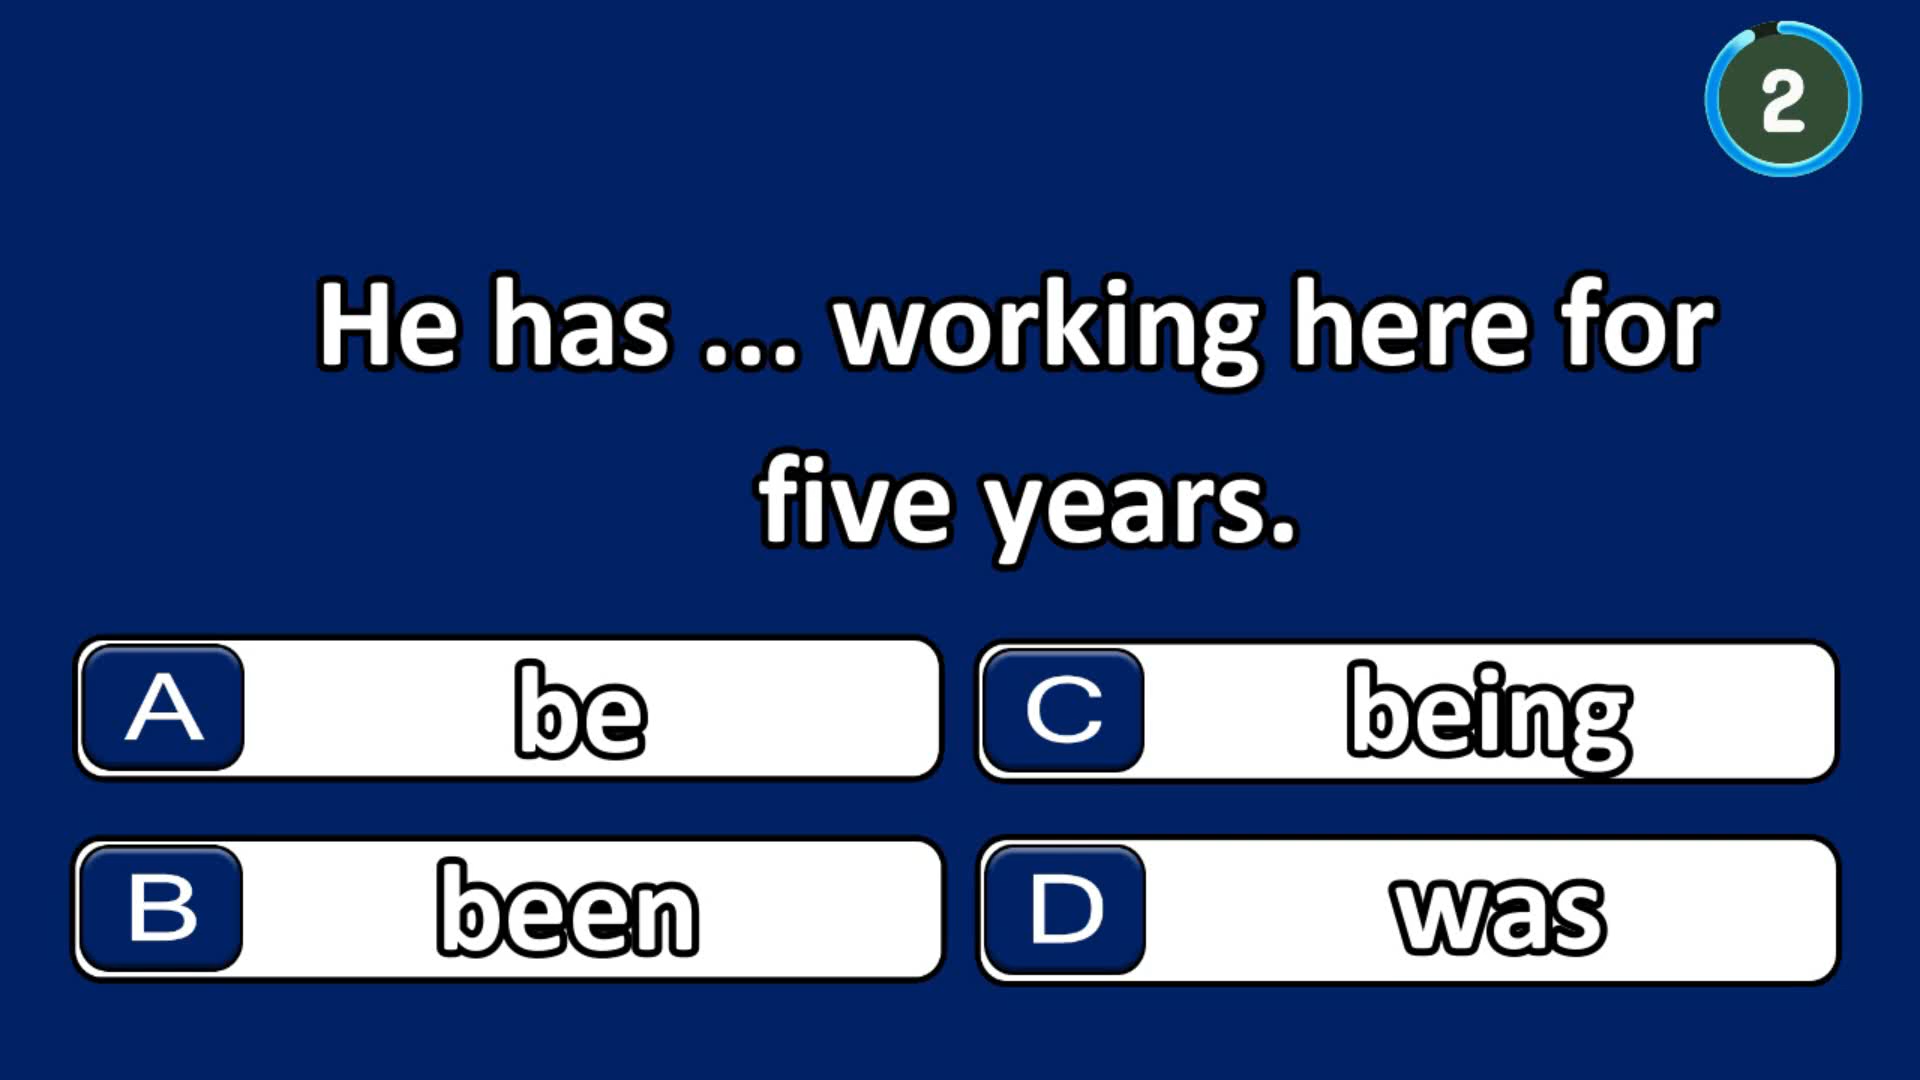 2
He has ... working here for
five years.
A be
C being
B been
D was